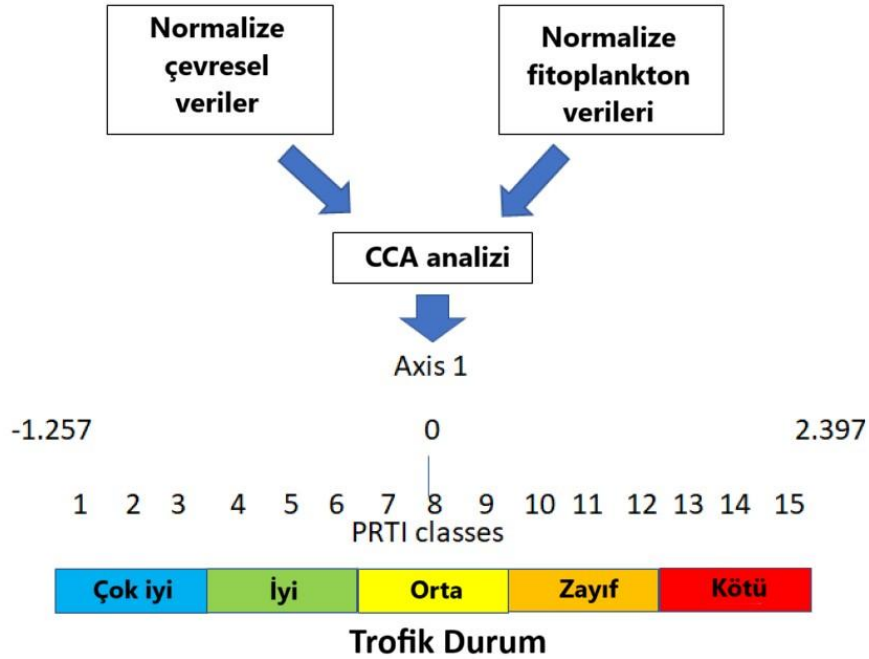 Normalize
çevresel
veriler
Normalize
fitoplankton
verileri
CCA analizi
Axis 1
-1.257 0 2.397
1 2 3 4 5 6 7 8 9 10 11 12 13 14 15
PRTI classes
Çok iyi İyi Orta Zayıf Kötü
Trofik Durum